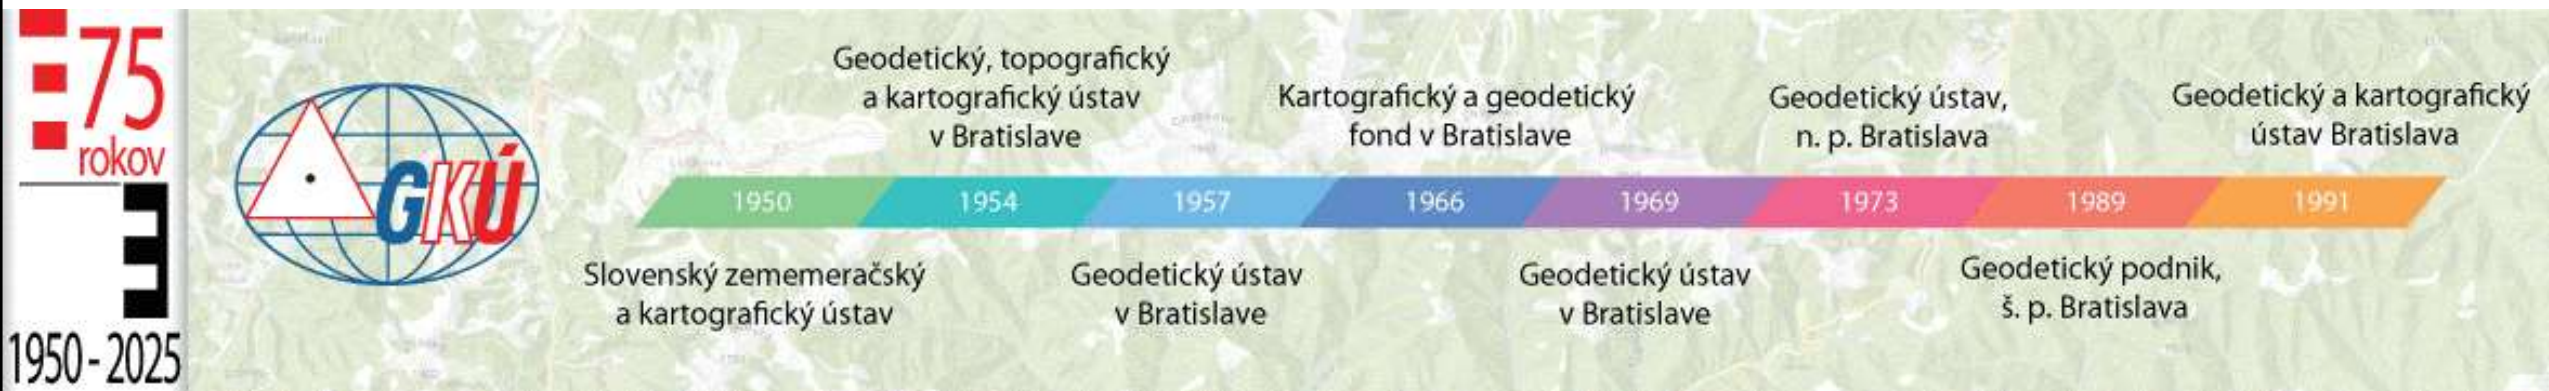 75
rokov
1950 - 2025
GKÚ
Geodetický, topografický
a kartografický ústav
v Bratislave
Kartografický a geodetický
fond v Bratislave
Geodetický ústav,
n. p. Bratislava
Geodetický a kartografický
ústav Bratislava
1950
1954
1957
1966
1969
1973
1989
1991
Slovenský zememeračský
a kartografický ústav
Geodetický ústav
v Bratislave
Geodetický ústav
v Bratislave
Geodetický podnik,
š. p. Bratislava